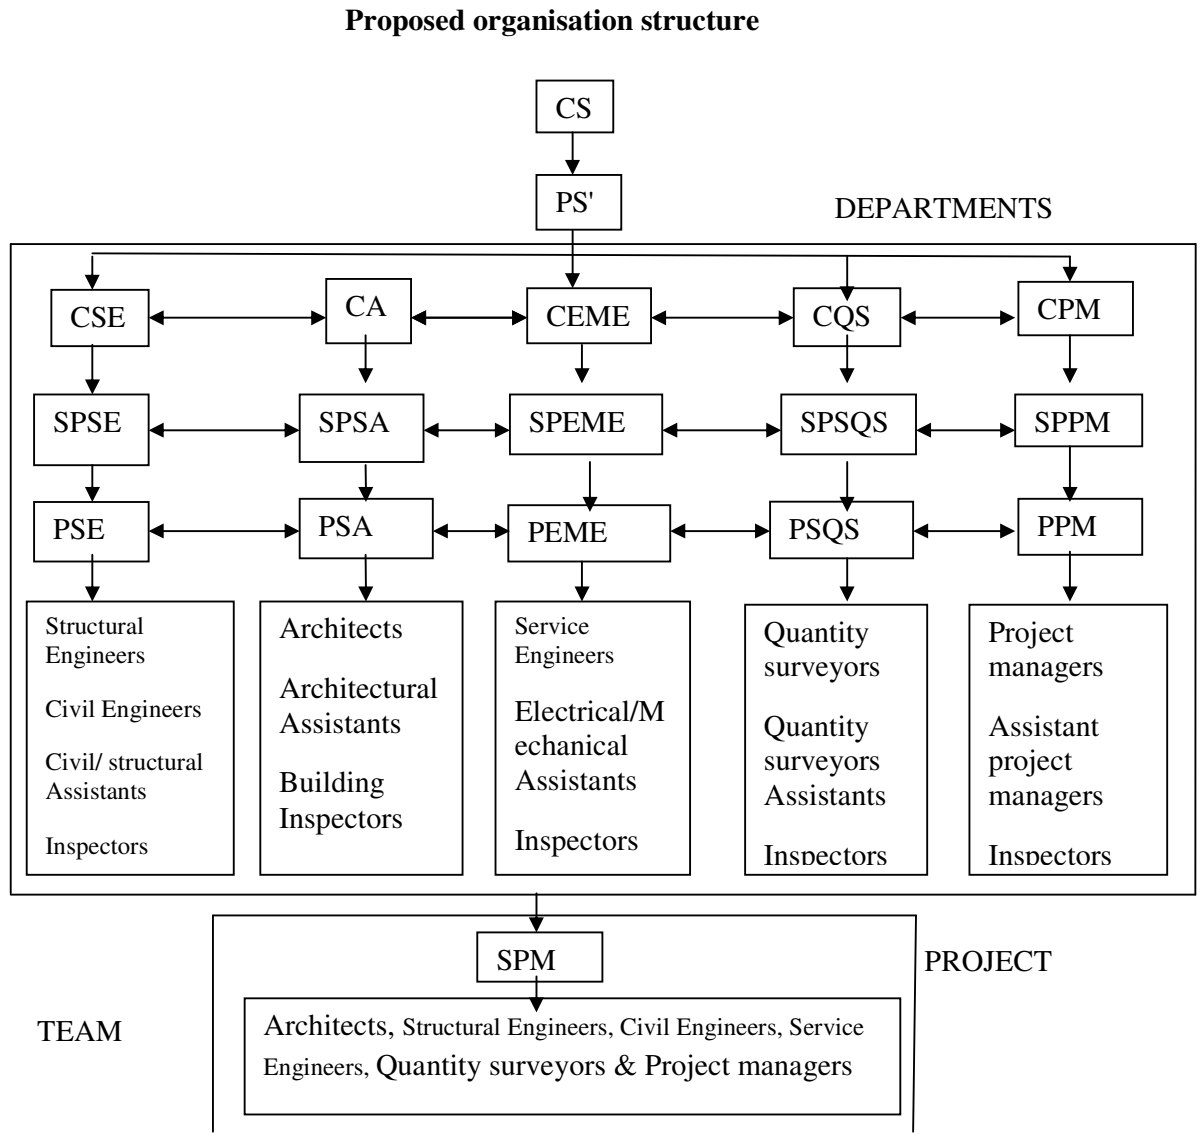 Proposed organisation structure
CS
PS'
DEPARTMENTS
CSE
CA
CEME
CQS
CPM
SPSE
SPSA
SPEME
SPSQS
SPPM
PSE
PSA
PEME
PSQS
PPM
Structural
Engineers
Civil Engineers
Civil/ structural
Assistants
Inspectors
Architects
Architectural
Assistants
Building
Inspectors
Service
Engineers
Electrical/M
echanical
Assistants
Inspectors
Quantity
surveyors
Quantity
surveyors
Assistants
Inspectors
Project
managers
Assistant
project
managers
Inspectors
SPM
PROJECT
TEAM
Architects, Structural Engineers, Civil Engineers, Service
Engineers, Quantity surveyors & Project managers